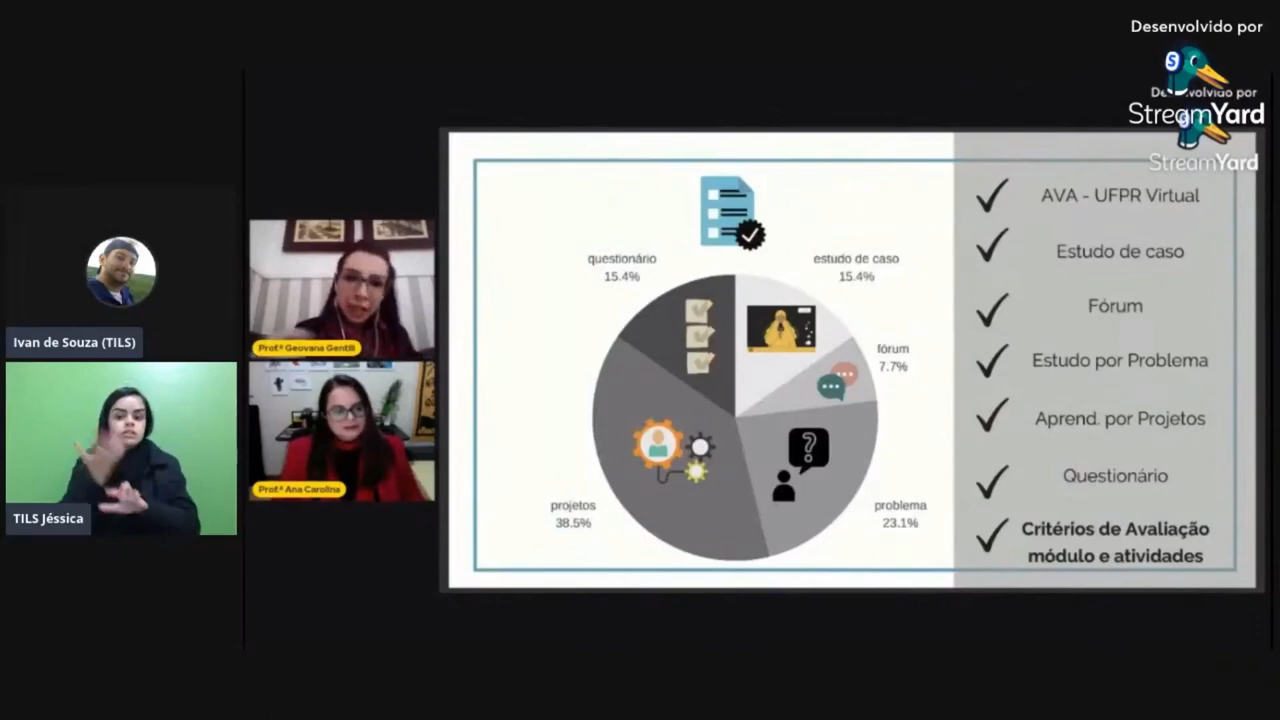 Desenvolvido por
StreamYard
StreamYard
Ivan de Souza (TILS)
TILS Jéssica
Prof.ª Geovana Gentili
Prof.ª Ana Carolina
questionário
15.4%
estudo de caso
15.4%
fórum
7.7%
projetos
38.5%
problema
23.1%
AVA - UFPR Virtual
Estudo de caso
Fórum
Estudo por Problema
Aprend. por Projetos
Questionário
Critérios de Avaliação
módulo e atividades